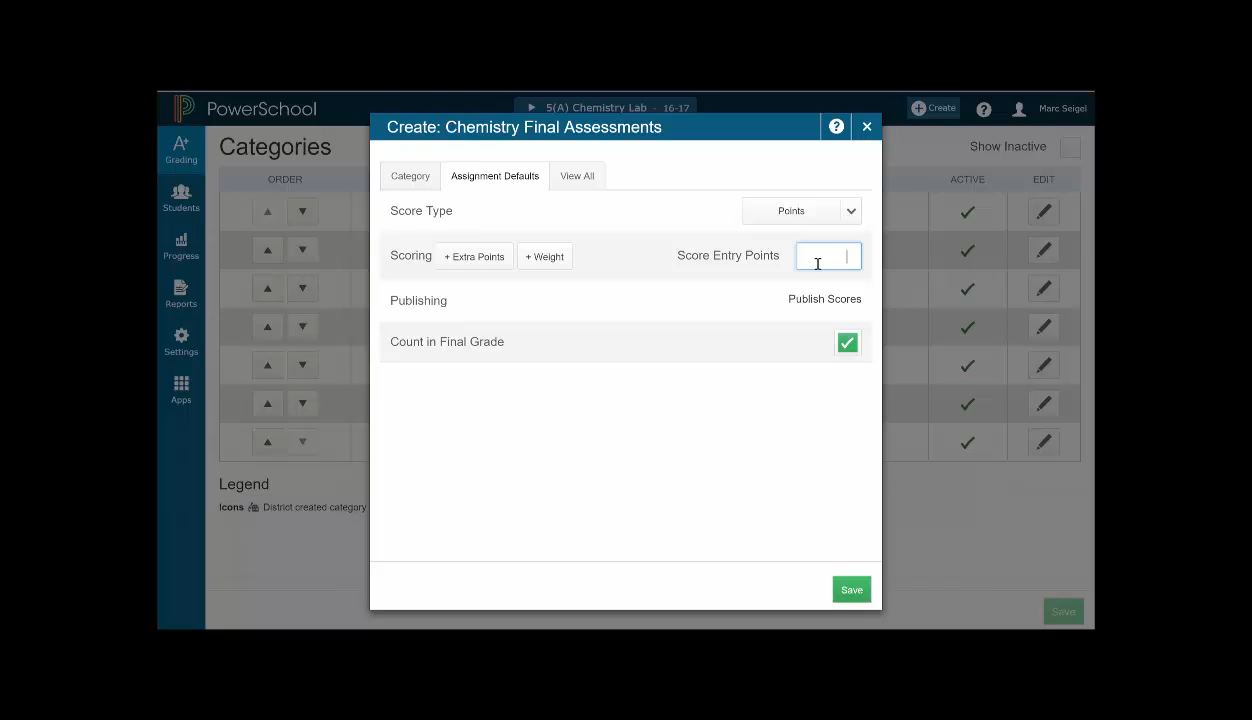 PowerSchool
5(A) Chemistry Lab - 16-17
Create
Marc Seigel
Create: Chemistry Final Assessments
?
×
A+
Grading
Students
Progress
Reports
Settings
Apps
Categories
Show Inactive
ORDER
ACTIVE
EDIT
Category
Assignment Defaults
View All
Score Type
Points
Scoring
+ Extra Points
+ Weight
Score Entry Points
Publishing
Publish Scores
Count in Final Grade
Legend
Icons District created category
Save
Save